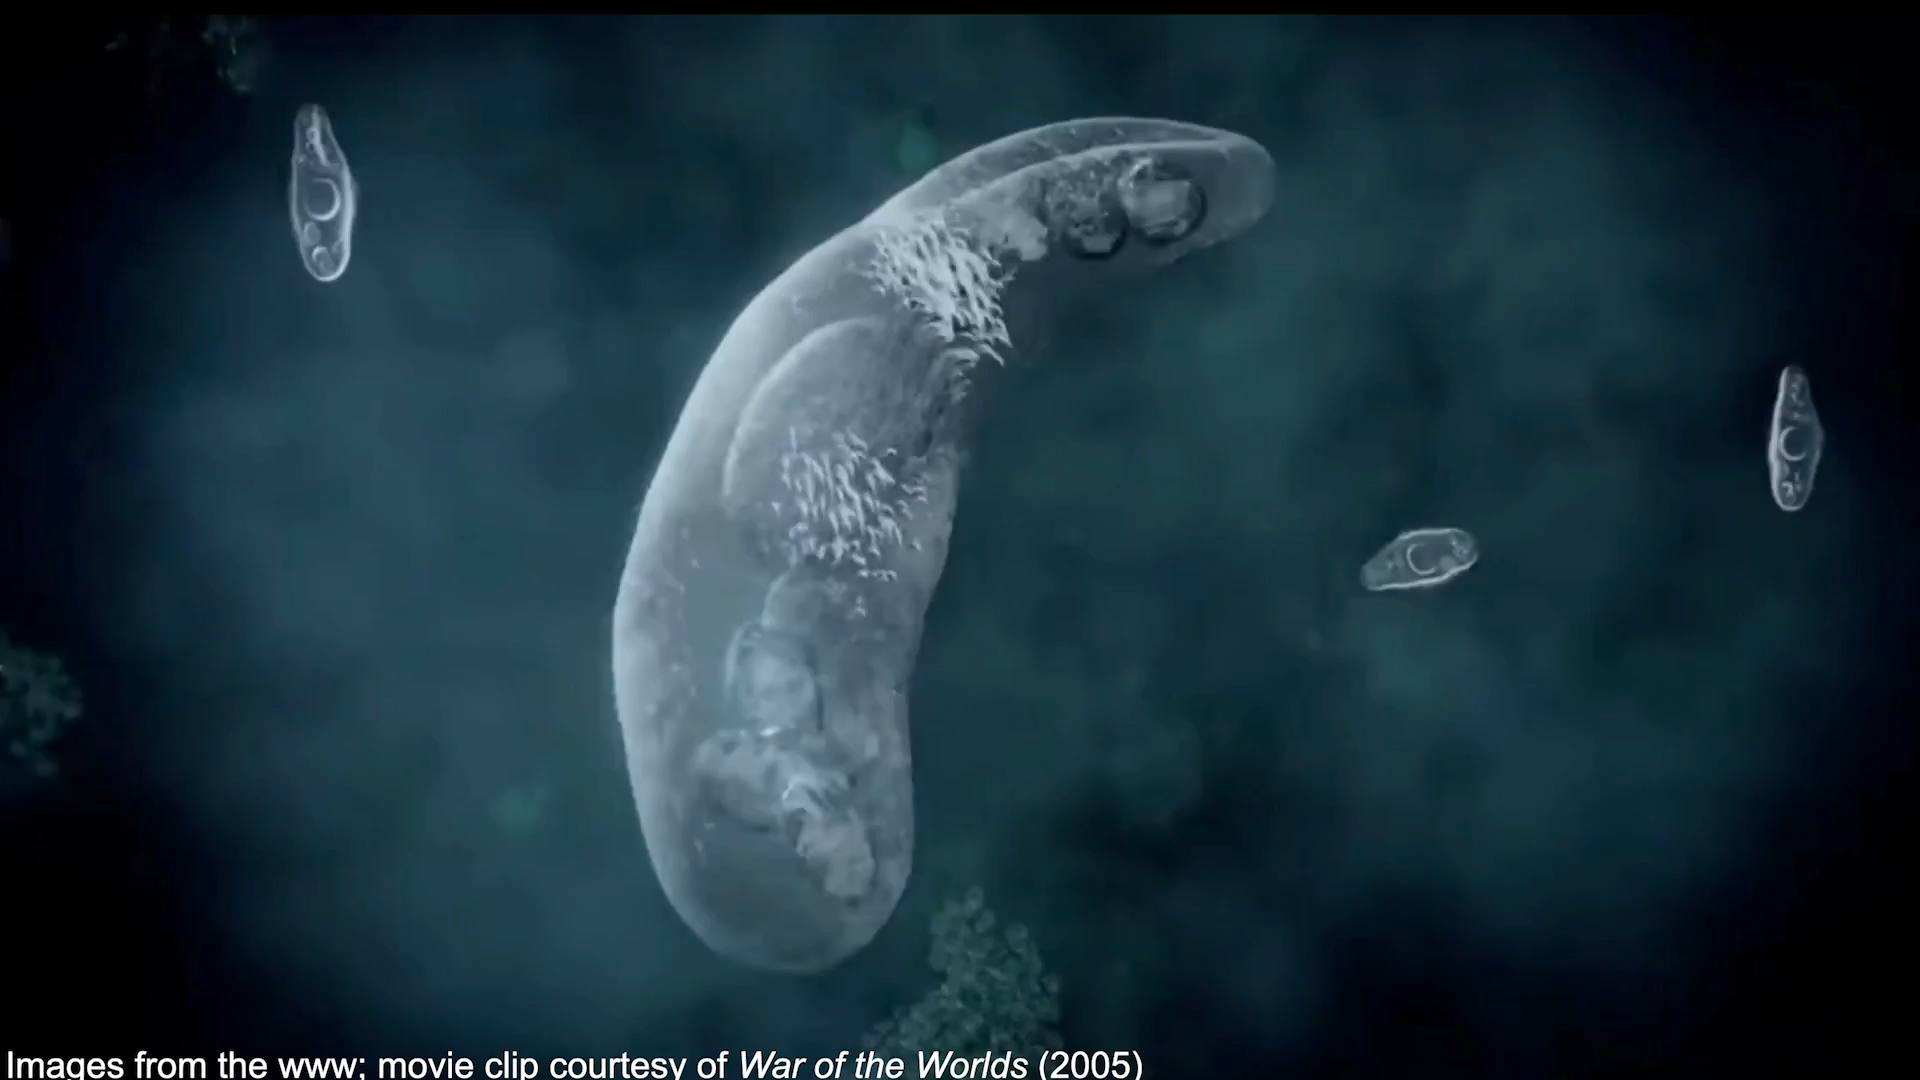 Images from the www; movie clip courtesy of War of the Worlds (2005)